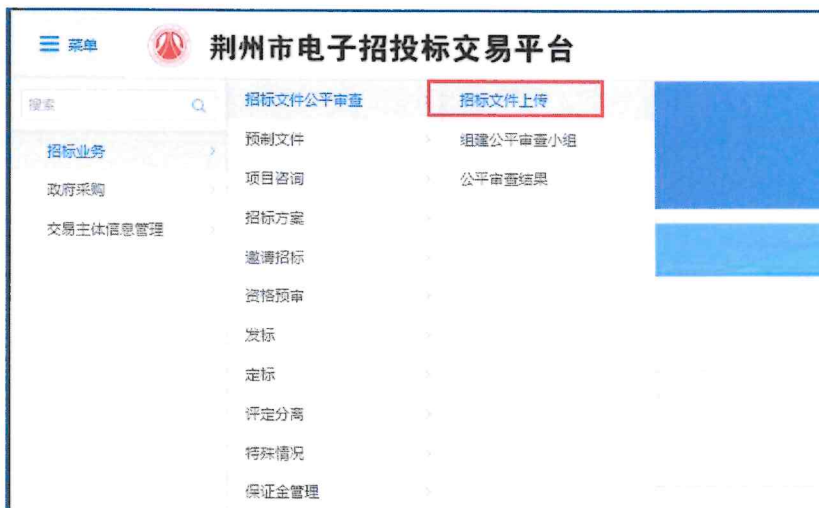 菜单
荆州市电子招投标交易平台
搜索
招标业务
政府采购
交易主体信息管理
招标文件公平审查
预制文件
项目咨询
招标方案
邀请招标
资格预审
发标
定标
评定分离
特殊情况
保证金管理
招标文件上传
组建公平审查小组
公平审查结果